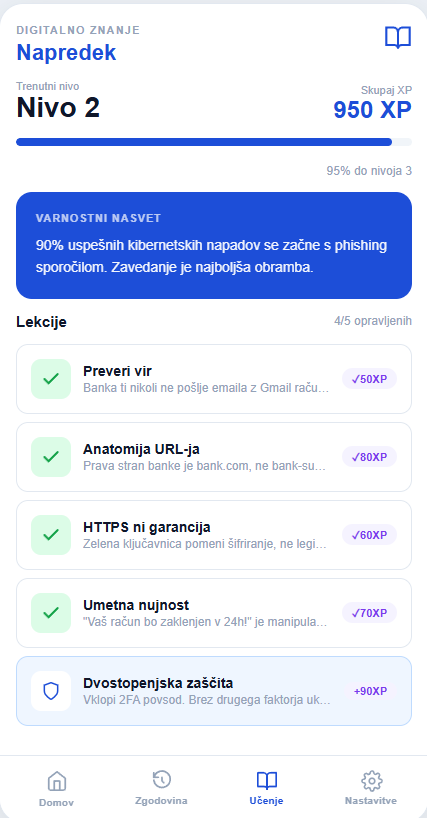 DIGITALNO ZNANJE
Napredek
Trenutni nivo
Nivo 2
Skupaj XP
950 XP
95% do nivoja 3
VARNOSTNI NASVET
90% uspešnih kibernetskih napadov se začne s phishing
sporočilom. Zavedanje je najboljša obramba.
Lekcije
4/5 opravljenih
Preveri vir
Banka ti nikoli ne pošlje emaila z Gmail raču...
✓50XP
Anatomija URL-ja
Prava stran banke je bank.com, ne bank-su...
✓80XP
HTTPS ni garancija
Zelena ključavnica pomeni šifriranje, ne legi...
✓60XP
Umetna nujnost
"Vaš račun bo zaklenjen v 24h!" je manipula...
✓70XP
Dvostopenjska zaščita
Vklopi 2FA povsod. Brez drugega faktorja uk...
+90XP
Domov
Zgodovina
Učenje
Nastavitve